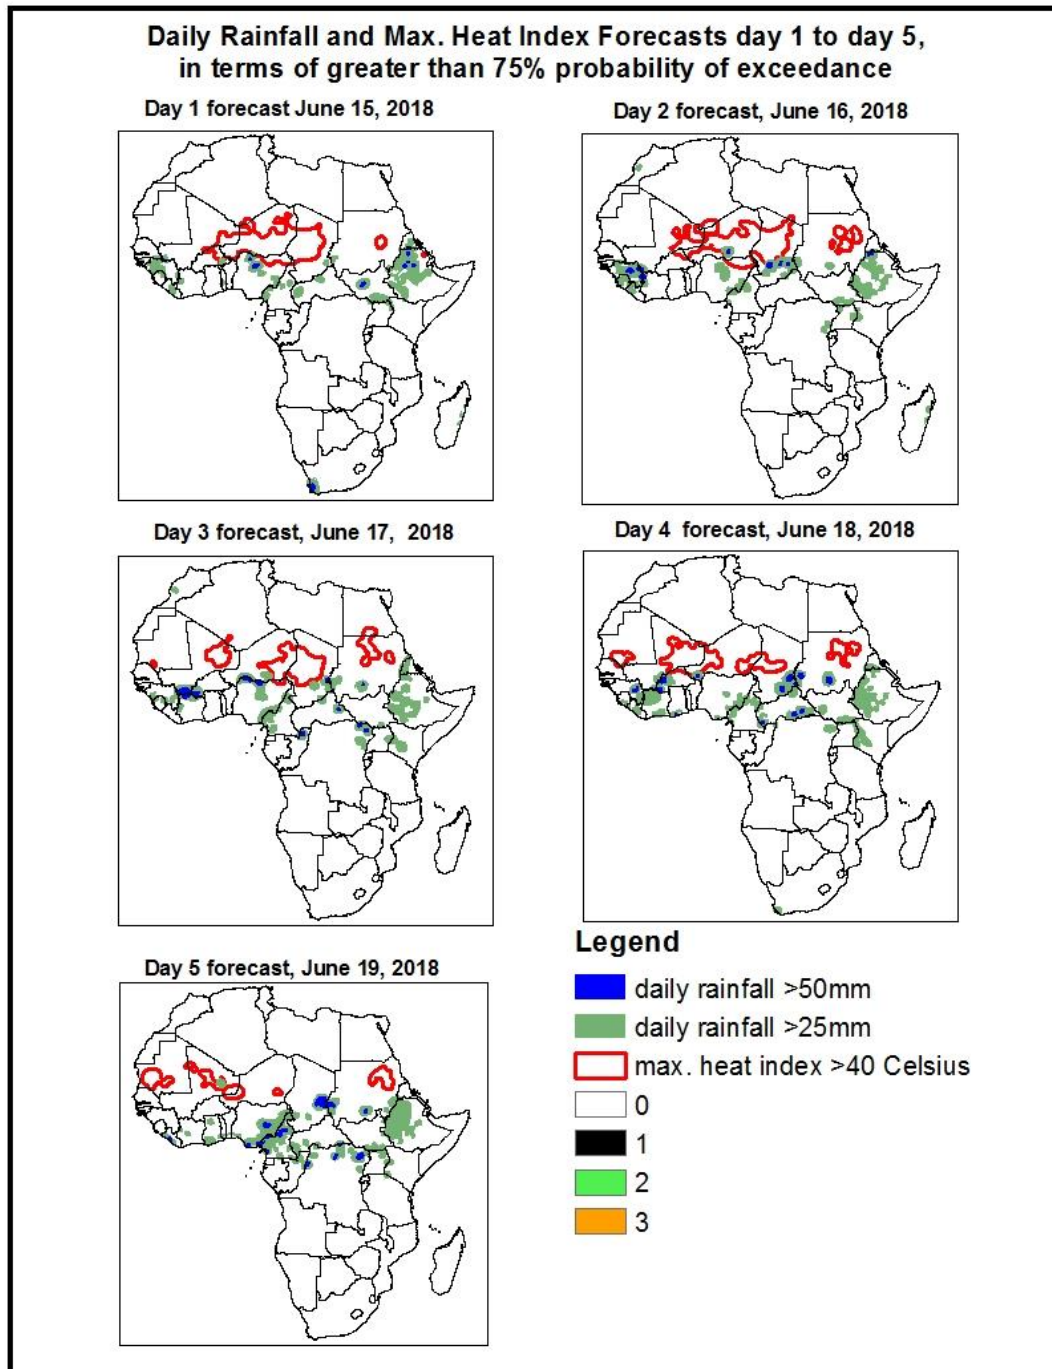 Daily Rainfall and Max. Heat Index Forecasts day 1 to day 5,
in terms of greater than 75% probability of exceedance
Day 1 forecast June 15, 2018
Day 2 forecast, June 16, 2018
Day 3 forecast, June 17, 2018
Day 4 forecast, June 18, 2018
Day 5 forecast, June 19, 2018
Legend
daily rainfall >50mm
daily rainfall >25mm
max. heat index >40 Celsius
0
1
2
3